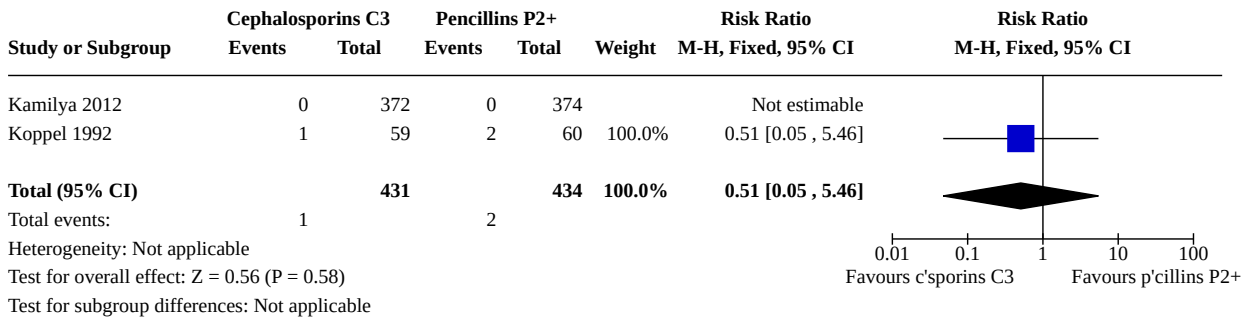 Cephalosporins C3 Pencillins P2+ Risk Ratio Risk Ratio
Study or Subgroup Events Total Events Total Weight M-H, Fixed, 95% CI M-H, Fixed, 95% CI
Kamilya 2012 0 372 0 374 Not estimable
Koppel 1992 1 59 2 60 100.0% 0.51 [0.05 , 5.46]
Total (95% CI) 431 434 100.0% 0.51 [0.05 , 5.46]
Total events: 1 2
Heterogeneity: Not applicable
0.01 0.1 1 10 100
Test for overall effect: Z = 0.56 (P = 0.58) Favours c'sporins C3 Favours p'cillins P2+
Test for subgroup differences: Not applicable